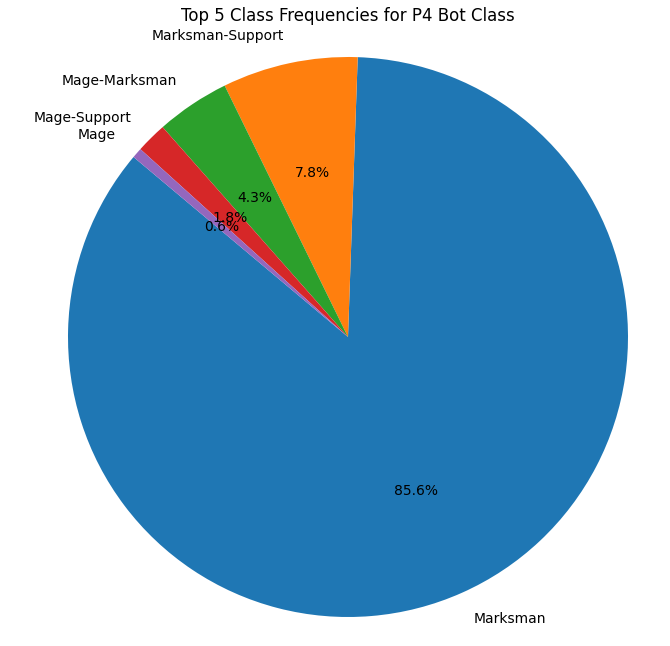 Top 5 Class Frequencies for P4 Bot Class
Marksman-Support
Mage-Marksman
Mage-Support
Mage
7.8%
4.3%
1.8%
0.6%
85.6%
Marksman